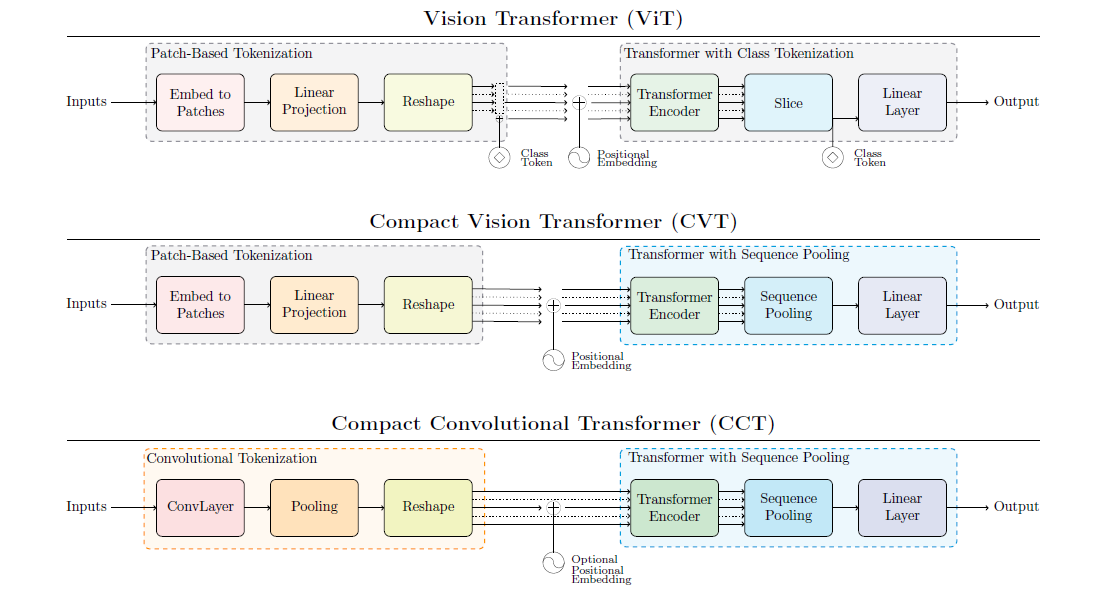 Vision Transformer (ViT)
Patch-Based Tokenization
Transformer with Class Tokenization
Inputs
Embed to
Patches
Linear
Projection
Reshape
Transformer
Encoder
Slice
Linear
Layer
Output
Class
Token
Positional
Embedding
Class
Token
Compact Vision Transformer (CVT)
Patch-Based Tokenization
Transformer with Sequence Pooling
Inputs
Embed to
Patches
Linear
Projection
Reshape
Transformer
Encoder
Sequence
Pooling
Linear
Layer
Output
Positional
Embedding
Compact Convolutional Transformer (CCT)
Convolutional Tokenization
Transformer with Sequence Pooling
Inputs
ConvLayer
Pooling
Reshape
Transformer
Encoder
Sequence
Pooling
Linear
Layer
Output
Optional
Positional
Embedding